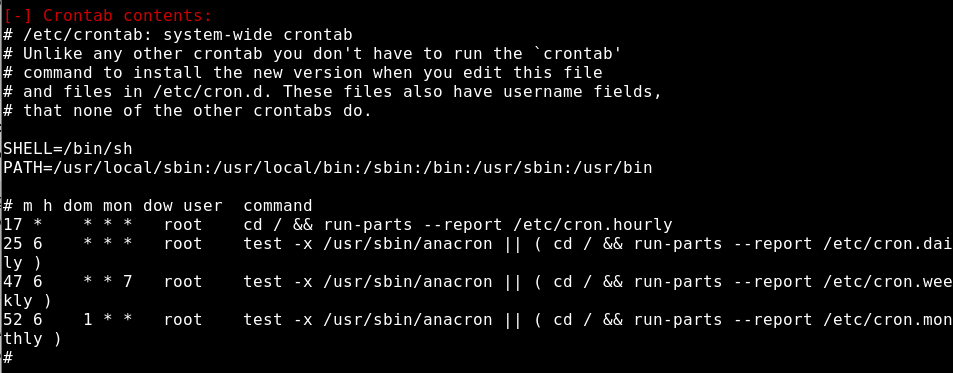 [-] Crontab contents:
# /etc/crontab: system-wide crontab
# Unlike any other crontab you don't have to run the `crontab'
# command to install the new version when you edit this file
# and files in /etc/cron.d. These files also have username fields,
# that none of the other crontabs do.

SHELL=/bin/sh
PATH=/usr/local/sbin:/usr/local/bin:/sbin:/bin:/usr/sbin:/usr/bin

# m h dom mon dow user  command
17 *    * * *   root    cd / && run-parts --report /etc/cron.hourly
25 6    * * *   root    test -x /usr/sbin/anacron || ( cd / && run-parts --report /etc/cron.dai
ly )
47 6    * * 7   root    test -x /usr/sbin/anacron || ( cd / && run-parts --report /etc/cron.wee
kly )
52 6    1 * *   root    test -x /usr/sbin/anacron || ( cd / && run-parts --report /etc/cron.mon
thly )
#